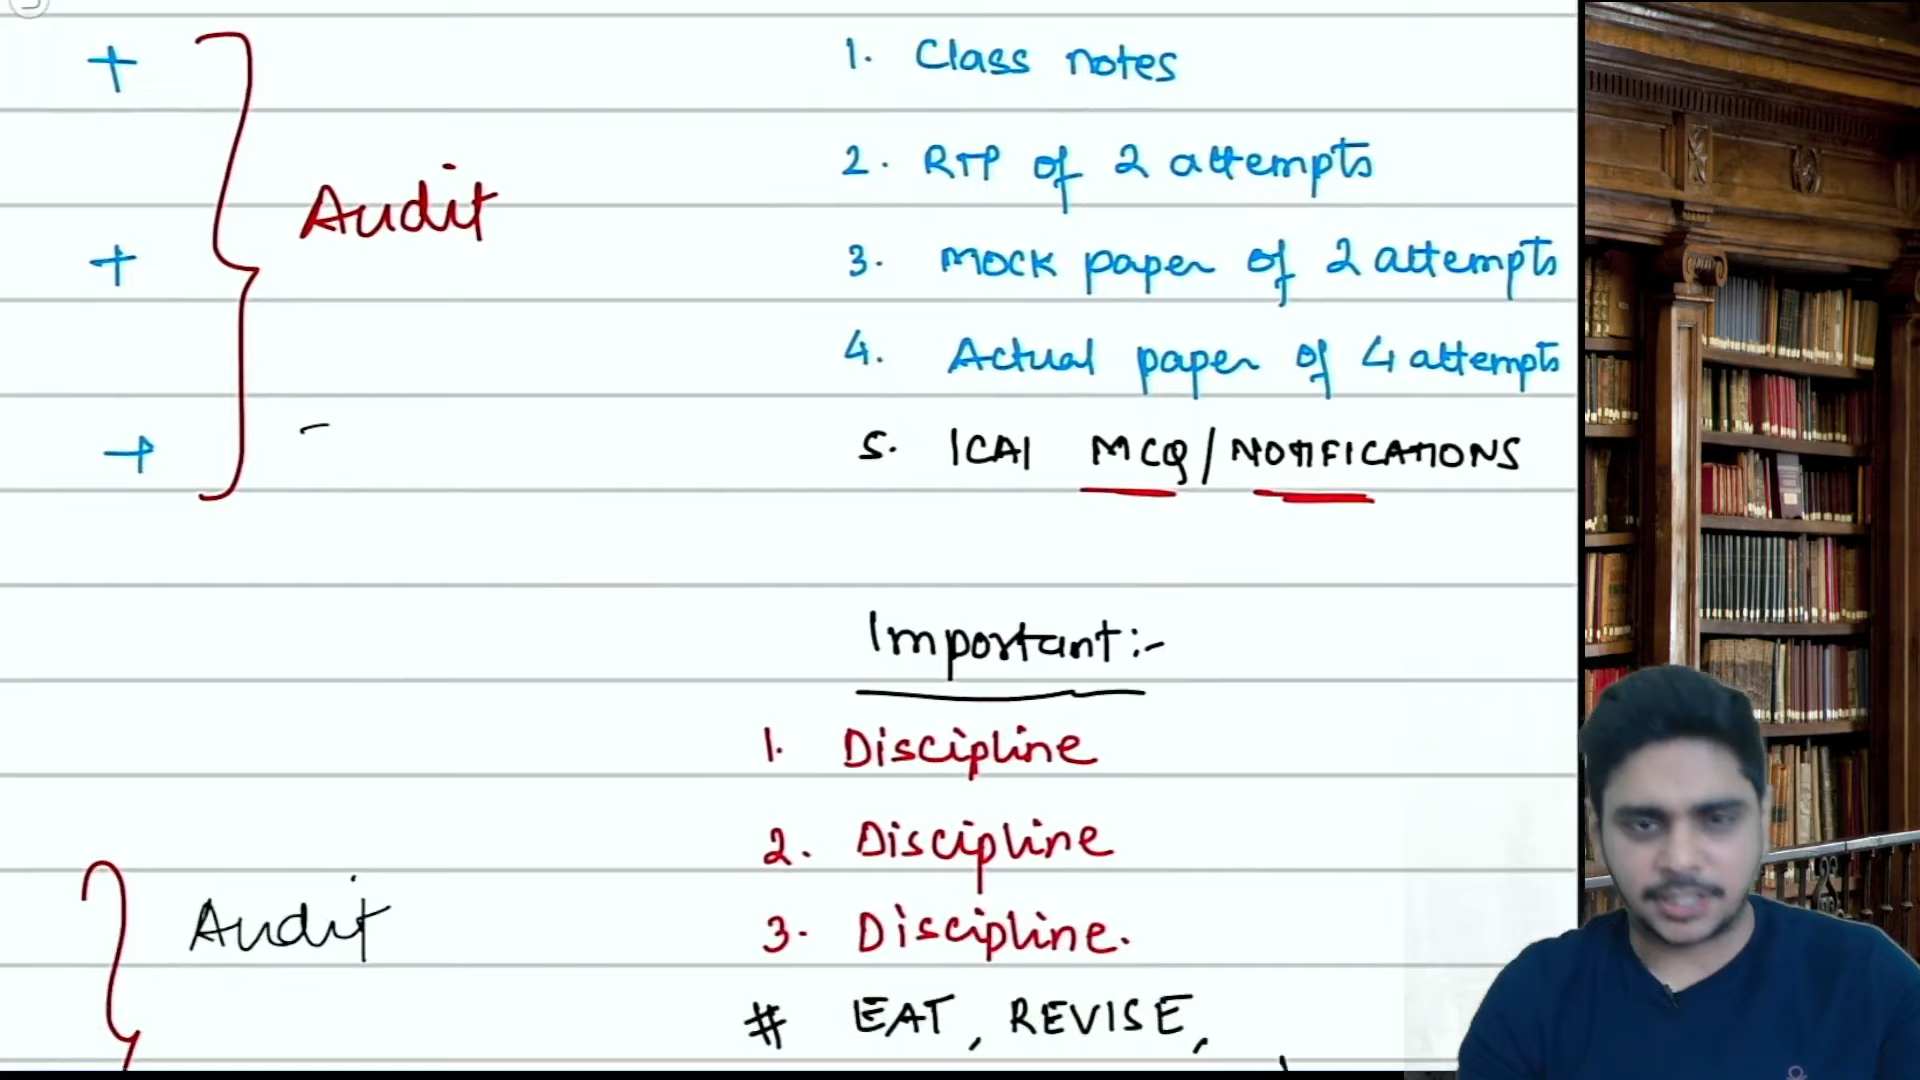 1. Class notes
Audit
2. RTP of 2 attempts
3. Mock paper of 2 attempts
4. Actual paper of 4 attempts
5. ICAI MCQ/NOTIFICATIONS
Important:-
1. Discipline
2. Discipline
Audit
3. Discipline.
# EAT, REVISE,